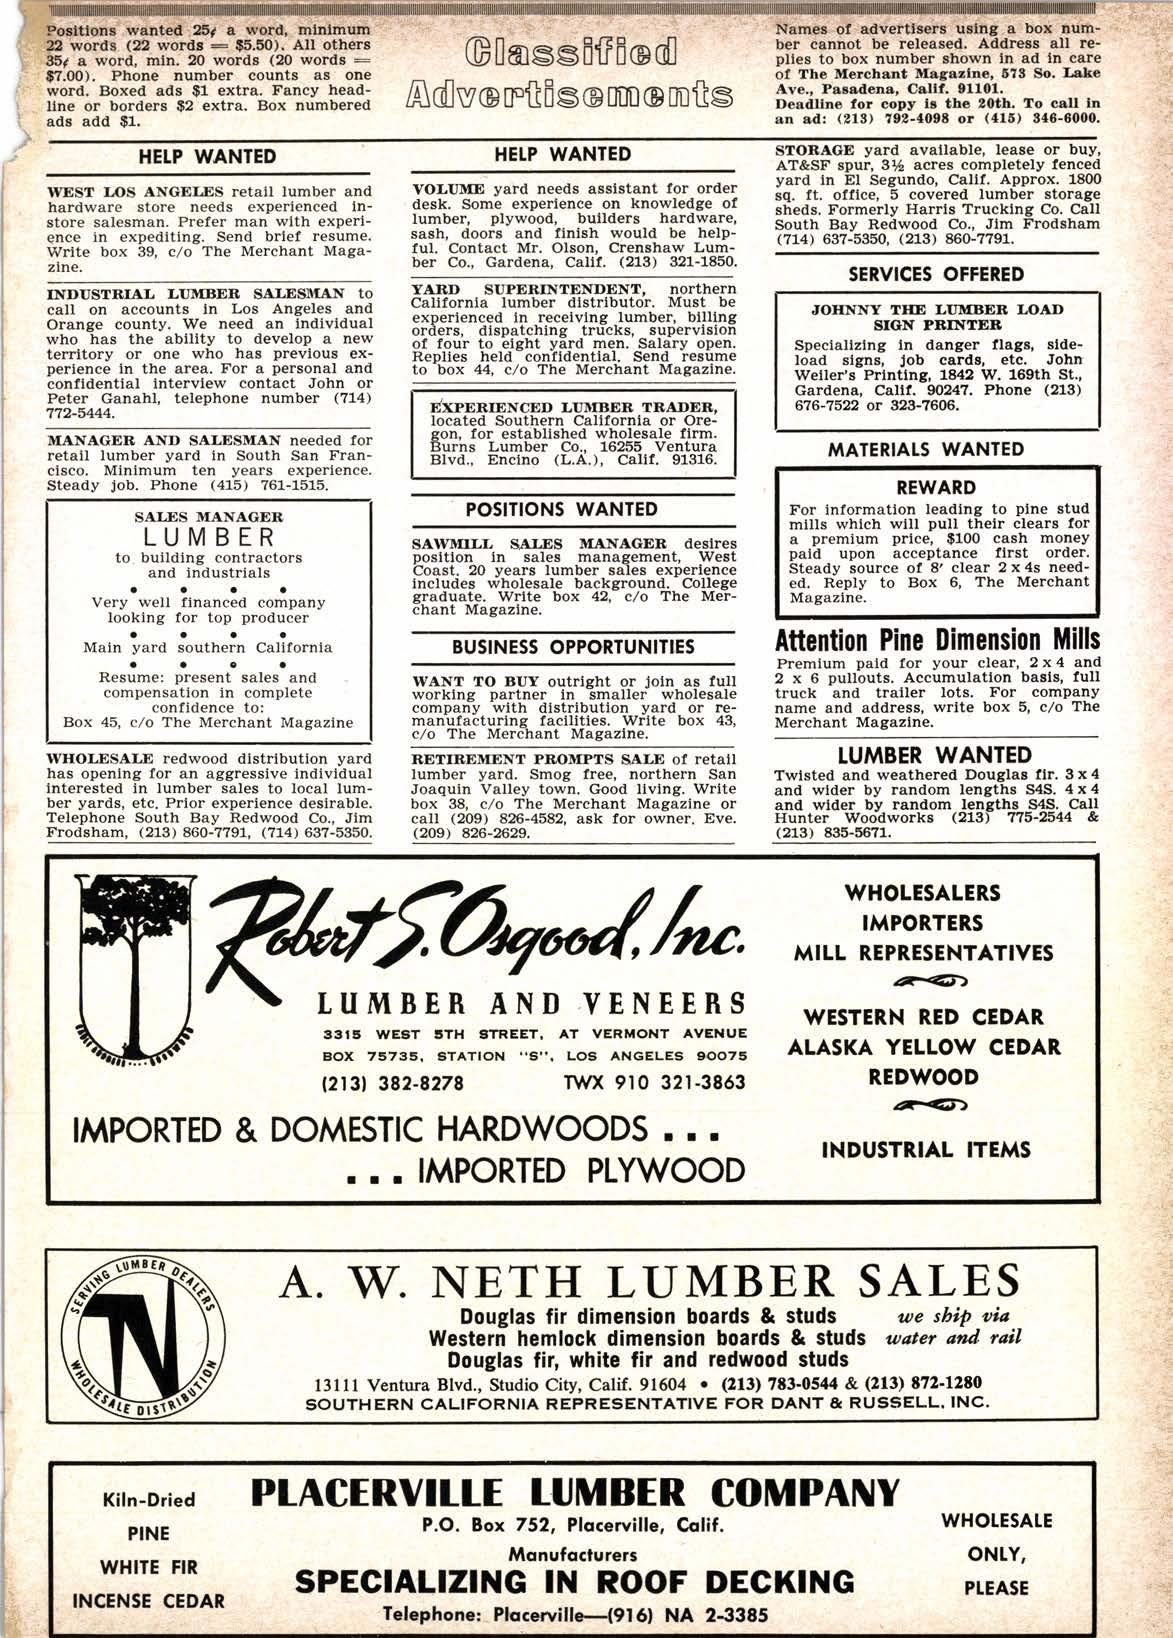 Positions wanted 25¢ a word, minimum
22 words (22 words = $5.50). All others
35¢ a word, min. 20 words (20 words =
$7.00). Phone number counts as one
word. Boxed ads $1 extra. Fancy head-
line or borders $2 extra. Box numbered
ads add $1.
Classified
Advertisements
Names of advertisers using a box num-
ber cannot be released. Address all re-
plies to box number shown in ad in care
of The Merchant Magazine, 573 So. Lake
Ave., Pasadena, Calif. 91101.
Deadline for copy is the 20th. To call in
an ad: (213) 792-4098 or (415) 346-6000.
HELP WANTED
WEST LOS ANGELES retail lumber and
hardware store needs experienced in-
store salesman. Prefer man with experi-
ence in expediting. Send brief resume.
Write box 39, c/o The Merchant Maga-
zine.
INDUSTRIAL LUMBER SALESMAN to
call on accounts in Los Angeles and
Orange county. We need an individual
who has the ability to develop a new
territory or one who has previous ex-
perience in the area. For a personal and
confidential interview contact John or
Peter Ganahl, telephone number (714)
772-5444.
MANAGER AND SALESMAN needed for
retail lumber yard in South San Fran-
cisco. Minimum ten years experience.
Steady job. Phone (415) 761-1515.
SALES MANAGER
LUMBER
to building contractors
and industrials
• • • •
Very well financed company
looking for top producer
• • • •
Main yard southern California
• • • •
Resume: present sales and
compensation in complete
confidence to:
Box 45, c/o The Merchant Magazine
WHOLESALE redwood distribution yard
has opening for an aggressive individual
interested in lumber sales to local lum-
ber yards, etc. Prior experience desirable.
Telephone South Bay Redwood Co., Jim
Frodsham, (213) 860-7791, (714) 637-5350.
HELP WANTED
VOLUME yard needs assistant for order
desk. Some experience on knowledge of
lumber, plywood, builders hardware,
sash, doors and finish would be help-
ful. Contact Mr. Olson, Crenshaw Lum-
ber Co., Gardena, Calif. (213) 321-1850.
YARD SUPERINTENDENT, northern
California lumber distributor. Must be
experienced in receiving lumber, billing
orders, dispatching trucks, supervision
of four to eight yard men. Salary open.
Replies held confidential. Send resume
to box 44, c/o The Merchant Magazine.
EXPERIENCED LUMBER TRADER,
located Southern California or Ore-
gon, for established wholesale firm.
Burns Lumber Co., 16255 Ventura
Blvd., Encino (L.A.), Calif. 91316.
POSITIONS WANTED
SAWMILL SALES MANAGER desires
position in sales management, West
Coast. 20 years lumber sales experience
includes wholesale background. College
graduate. Write box 42, c/o The Mer-
chant Magazine.
BUSINESS OPPORTUNITIES
WANT TO BUY outright or join as full
working partner in smaller wholesale
company with distribution yard or re-
manufacturing facilities. Write box 43,
c/o The Merchant Magazine.
RETIREMENT PROMPTS SALE of retail
lumber yard. Smog free, northern San
Joaquin Valley town. Good living. Write
box 38, c/o The Merchant Magazine or
call (209) 826-4582, ask for owner. Eve.
(209) 826-2629.
STORAGE yard available, lease or buy,
AT&SF spur, 3½ acres completely fenced
yard in El Segundo, Calif. Approx. 1800
sq. ft. office, 5 covered lumber storage
sheds. Formerly Harris Trucking Co. Call
South Bay Redwood Co., Jim Frodsham
(714) 637-5350, (213) 860-7791.
SERVICES OFFERED
JOHNNY THE LUMBER LOAD
SIGN PRINTER
Specializing in danger flags, side-
load signs, job cards, etc. John
Weiler's Printing, 1842 W. 169th St.,
Gardena, Calif. 90247. Phone (213)
676-7522 or 323-7606.
MATERIALS WANTED
REWARD
For information leading to pine stud
mills which will pull their clears for
a premium price, $100 cash money
paid upon acceptance first order.
Steady source of 8' clear 2 x 4s need-
ed. Reply to Box 6, The Merchant
Magazine.
Attention Pine Dimension Mills
Premium paid for your clear, 2 x 4 and
2 x 6 pullouts. Accumulation basis, full
truck and trailer lots. For company
name and address, write box 5, c/o The
Merchant Magazine.
LUMBER WANTED
Twisted and weathered Douglas fir. 3 x 4
and wider by random lengths S4S. 4 x 4
and wider by random lengths S4S. Call
Hunter Woodworks (213) 775-2544 &
(213) 835-5671.
Robert S. Osgood, Inc.
LUMBER AND VENEERS
3315 WEST 5TH STREET, AT VERMONT AVENUE
BOX 75735, STATION "S", LOS ANGELES 90075
(213) 382-8278 TWX 910 321-3863
IMPORTED & DOMESTIC HARDWOODS . . .
. . . IMPORTED PLYWOOD
WHOLESALERS
IMPORTERS
MILL REPRESENTATIVES
WESTERN RED CEDAR
ALASKA YELLOW CEDAR
REDWOOD
INDUSTRIAL ITEMS
SERVING LUMBER DEALERS
WHOLESALE DISTRIBUTION
N
A. W. NETH LUMBER SALES
Douglas fir dimension boards & studs we ship via
Western hemlock dimension boards & studs water and rail
Douglas fir, white fir and redwood studs
13111 Ventura Blvd., Studio City, Calif. 91604 • (213) 783-0544 & (213) 872-1280
SOUTHERN CALIFORNIA REPRESENTATIVE FOR DANT & RUSSELL, INC.
Kiln-Dried
PINE
WHITE FIR
INCENSE CEDAR
PLACERVILLE LUMBER COMPANY
P.O. Box 752, Placerville, Calif.
Manufacturers
SPECIALIZING IN ROOF DECKING
Telephone: Placerville—(916) NA 2-3385
WHOLESALE
ONLY,
PLEASE